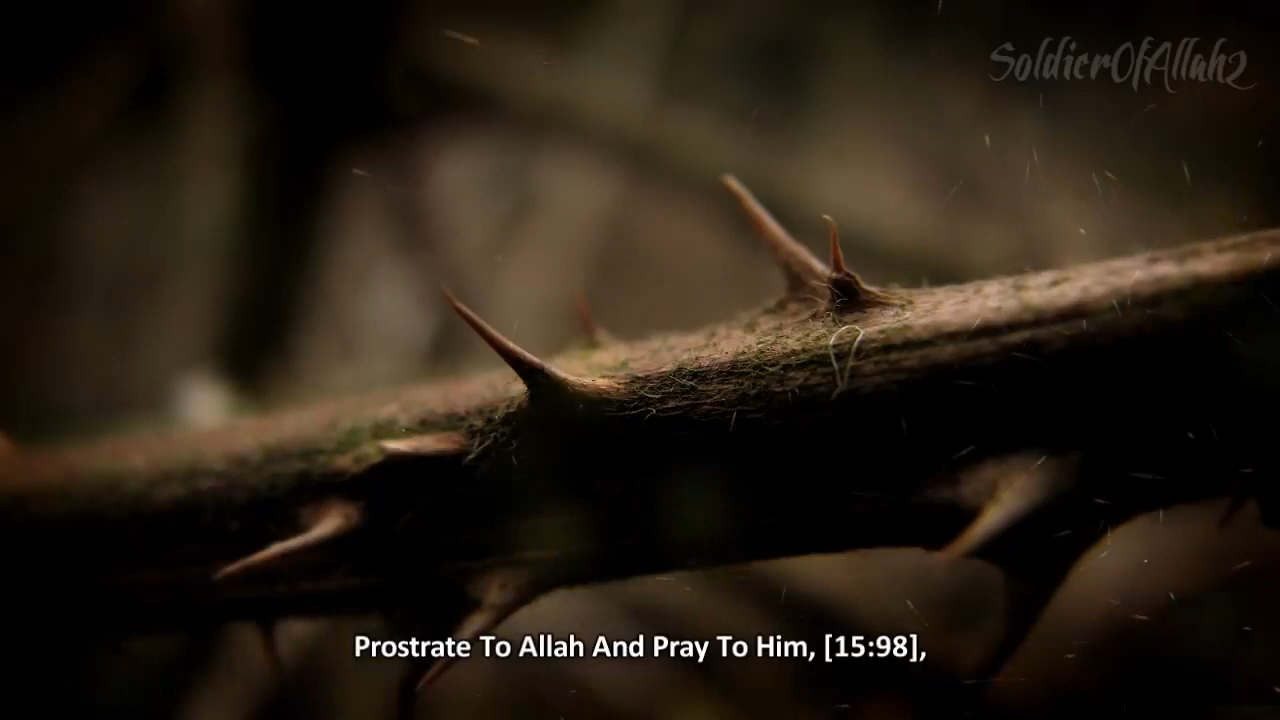 SoldierOfAllah2
Prostrate To Allah And Pray To Him, [15:98],